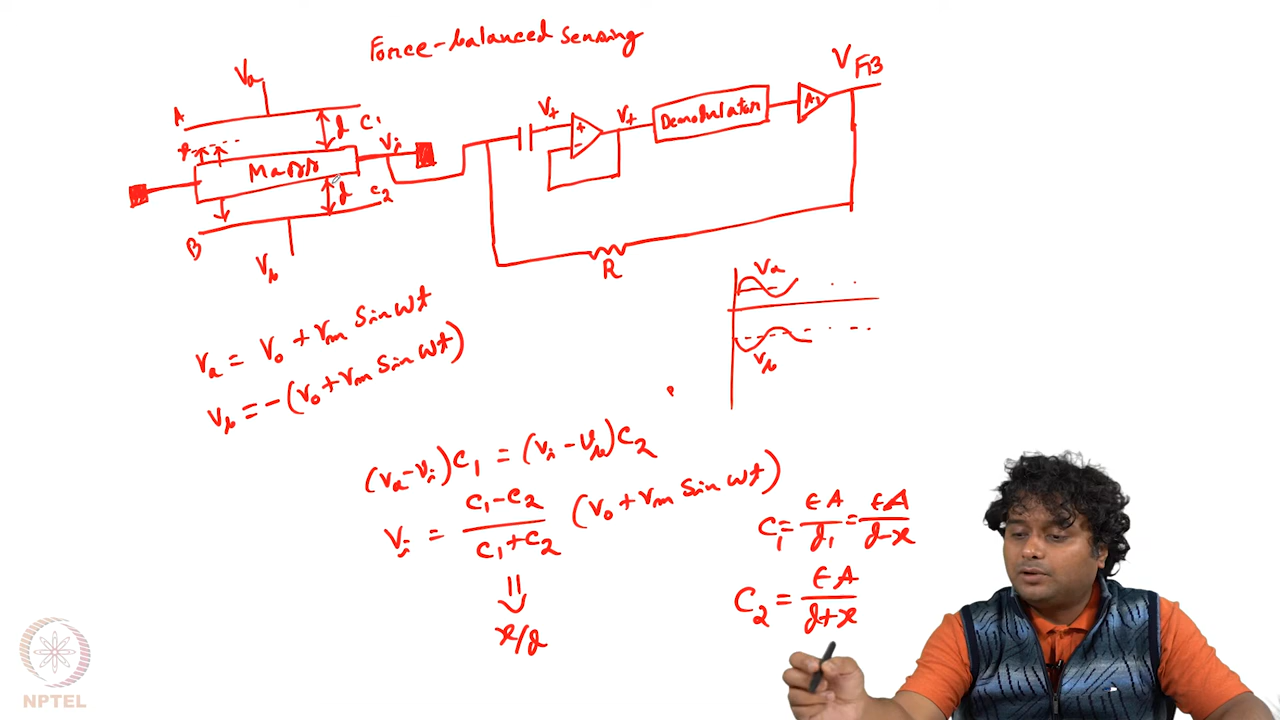 Force-balanced Sensing
Va
A
d
C1
Mass
Vi
d
C2
B
Vb
V+
+
-
V+
Demodulator
A1
VFB
R
Va
Vb
Va = V0 + Vm Sin ωt
Vb = -(V0 + Vm Sin ωt)
(Va - Vi) C1 = (Vi - Vb) C2
Vi = (C1 - C2)/(C1 + C2) (V0 + Vm Sin ωt)
x/d
C1 = ϵA/d1 = ϵA/d-x
C2 = ϵA/d+x
NPTEL